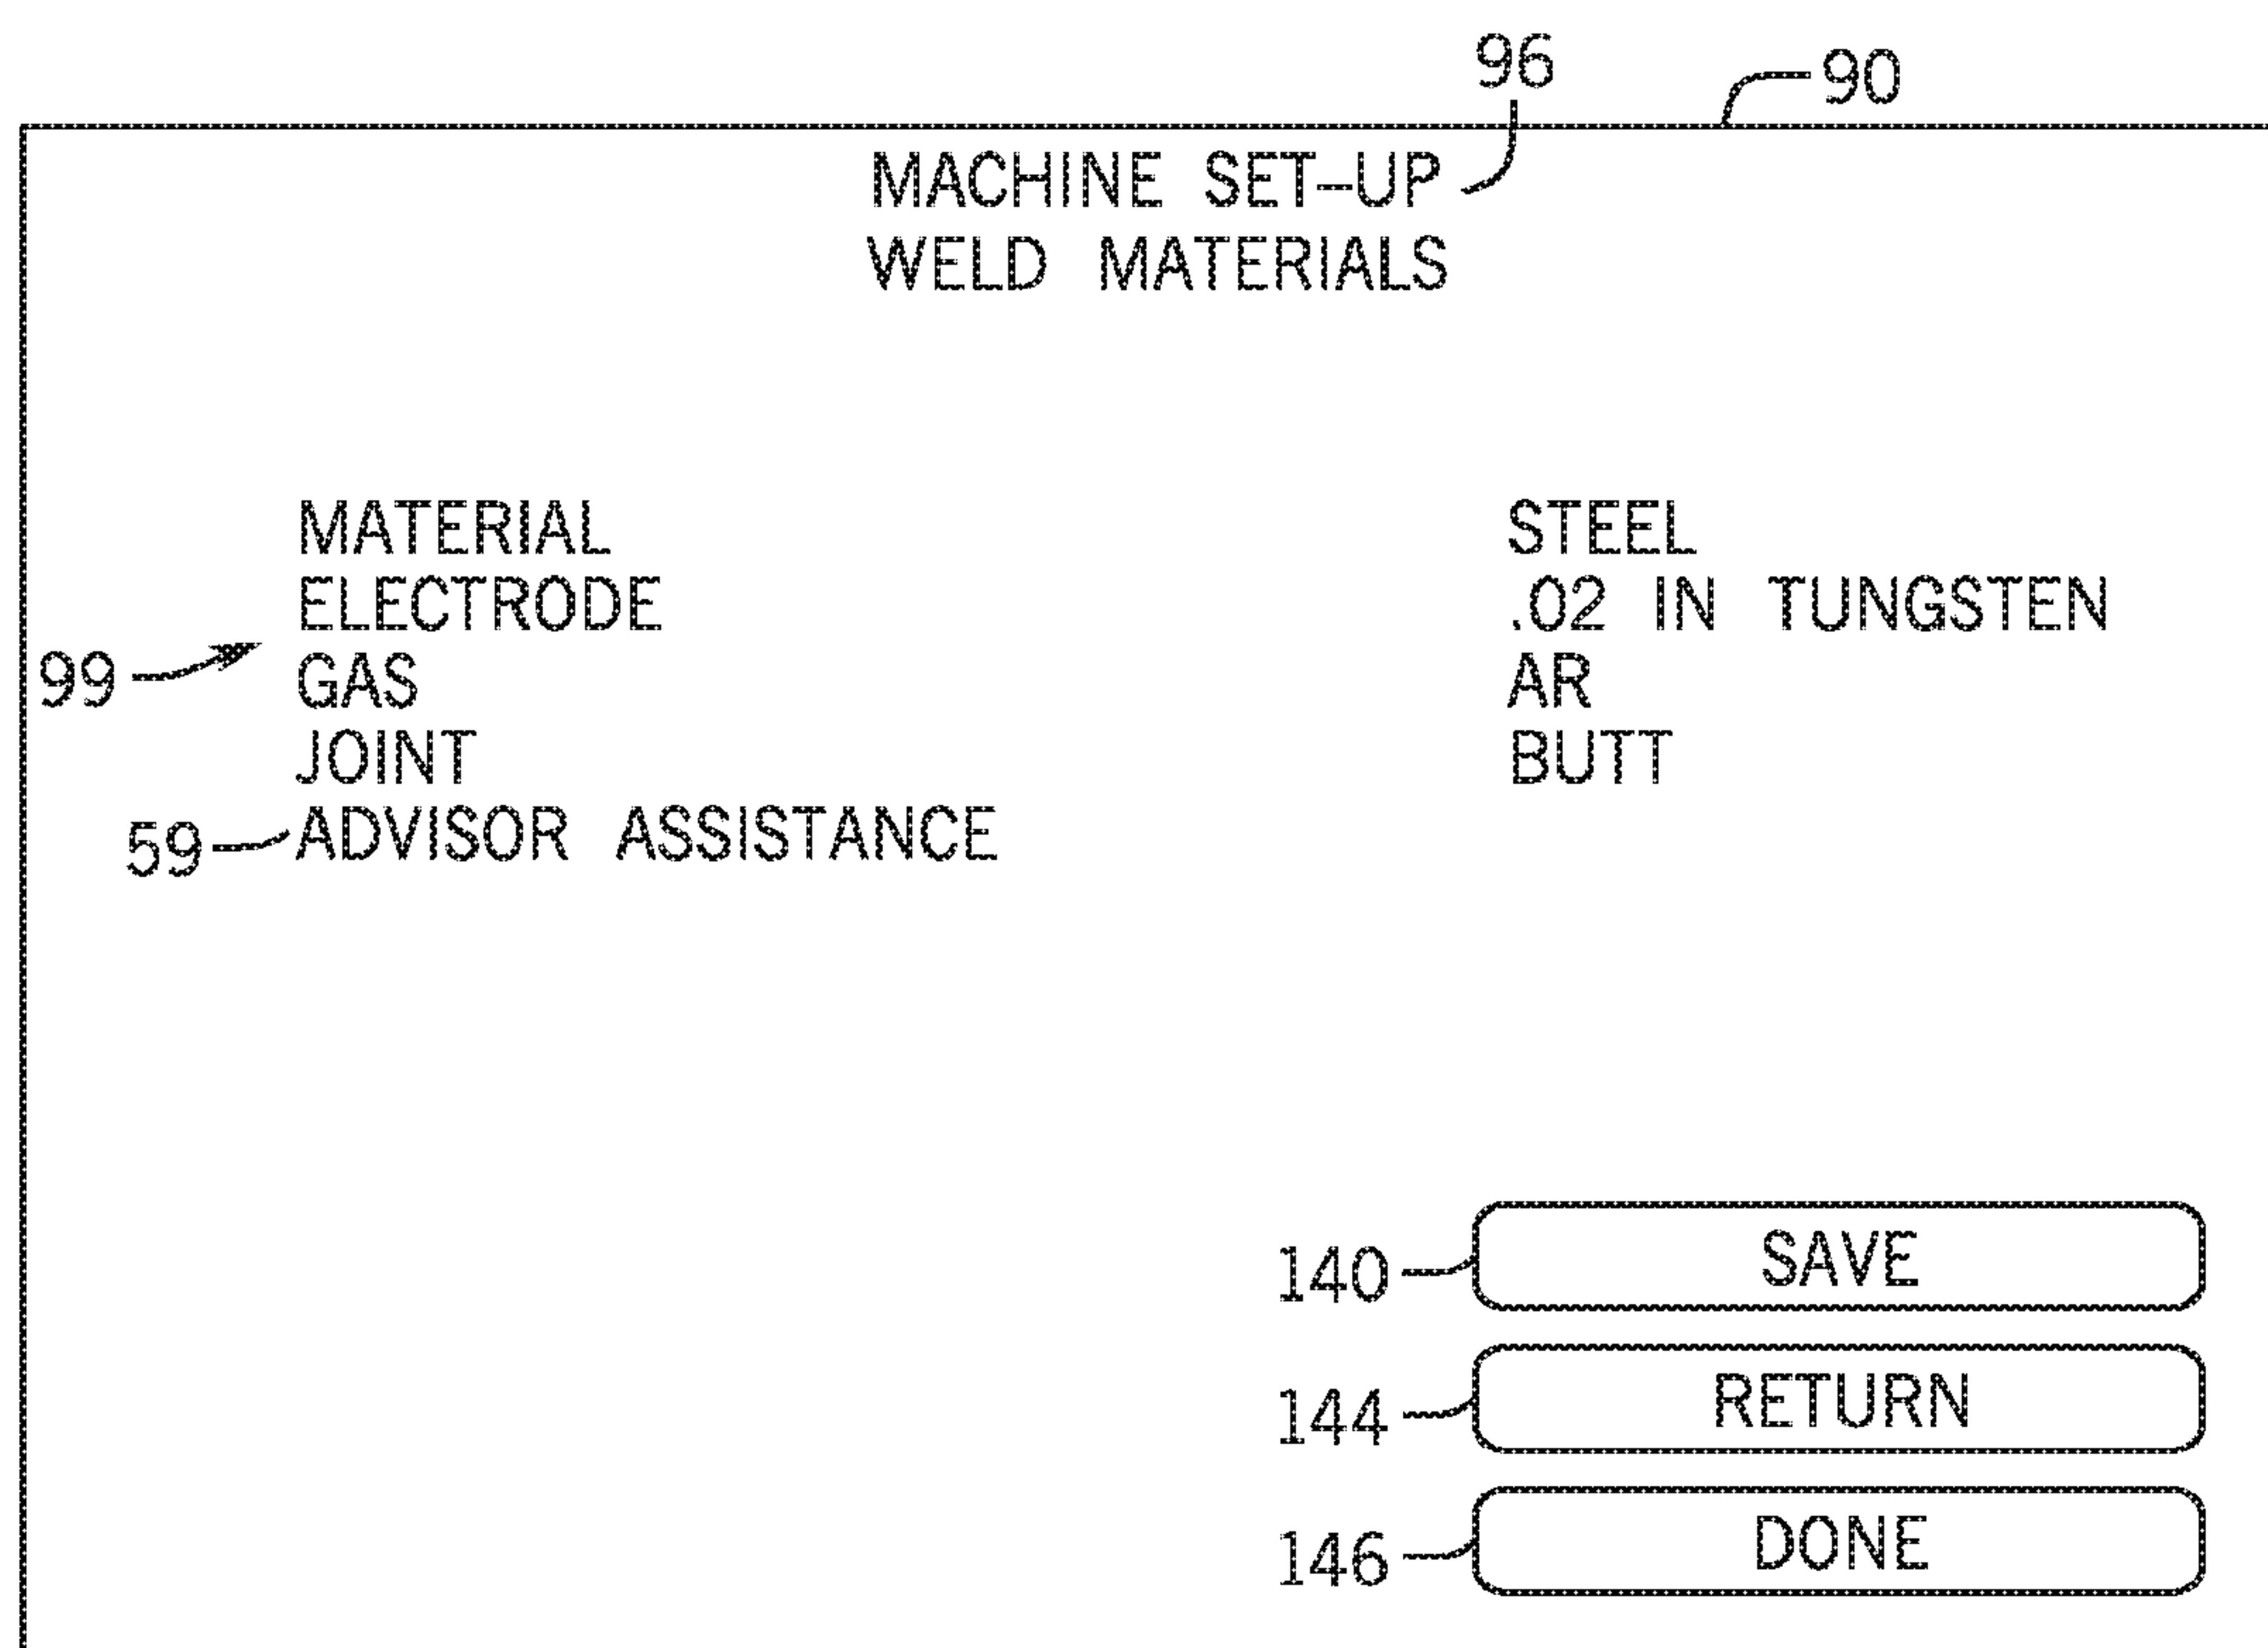 96
90
MACHINE SET-UP
WELD MATERIALS
MATERIAL STEEL
ELECTRODE .02 IN TUNGSTEN
99 GAS AR
JOINT BUTT
59 ADVISOR ASSISTANCE
140 SAVE
144 RETURN
146 DONE